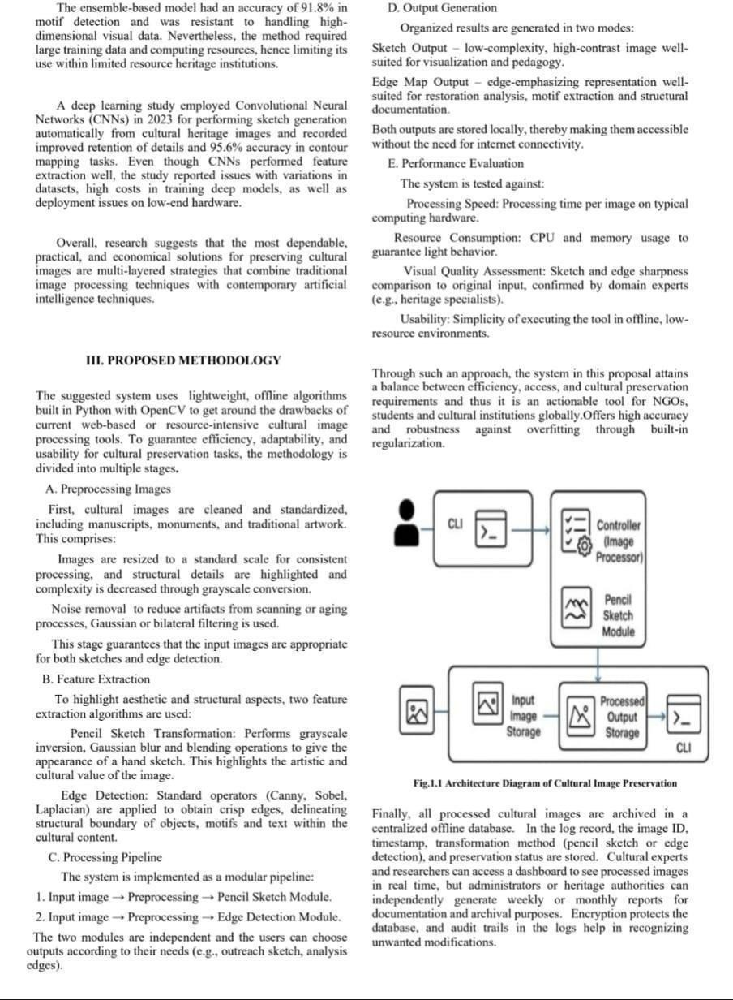 The ensemble-based model had an accuracy of 91.8% in
motif detection and was resistant to handling high-
dimensional visual data. Nevertheless, the method required
large training data and computing resources, hence limiting its
use within limited resource heritage institutions.
A deep learning study employed Convolutional Neural
Networks (CNNs) in 2023 for performing sketch generation
automatically from cultural heritage images and recorded
improved retention of details and 95.6% accuracy in contour
mapping tasks. Even though CNNs performed feature
extraction well, the study reported issues with variations in
datasets, high costs in training deep models, as well as
deployment issues on low-end hardware.
Overall, research suggests that the most dependable,
practical, and economical solutions for preserving cultural
images are multi-layered strategies that combine traditional
image processing techniques with contemporary artificial
intelligence techniques.
III. PROPOSED METHODOLOGY
The suggested system uses lightweight, offline algorithms
built in Python with OpenCV to get around the drawbacks of
current web-based or resource-intensive cultural image
processing tools. To guarantee efficiency, adaptability, and
usability for cultural preservation tasks, the methodology is
divided into multiple stages.
A. Preprocessing Images
First, cultural images are cleaned and standardized,
including manuscripts, monuments, and traditional artwork.
This comprises:
Images are resized to a standard scale for consistent
processing, and structural details are highlighted and
complexity is decreased through grayscale conversion.
Noise removal to reduce artifacts from scanning or aging
processes, Gaussian or bilateral filtering is used.
This stage guarantees that the input images are appropriate
for both sketches and edge detection.
B. Feature Extraction
To highlight aesthetic and structural aspects, two feature
extraction algorithms are used:
Pencil Sketch Transformation: Performs grayscale
inversion, Gaussian blur and blending operations to give the
appearance of a hand sketch. This highlights the artistic and
cultural value of the image.
Edge Detection: Standard operators (Canny, Sobel,
Laplacian) are applied to obtain crisp edges, delineating
structural boundary of objects, motifs and text within the
cultural content.
C. Processing Pipeline
The system is implemented as a modular pipeline:
1. Input image → Preprocessing → Pencil Sketch Module.
2. Input image → Preprocessing → Edge Detection Module.
The two modules are independent and the users can choose
outputs according to their needs (e.g., outreach sketch, analysis
edges).
D. Output Generation
Organized results are generated in two modes:
Sketch Output – low-complexity, high-contrast image well-
suited for visualization and pedagogy.
Edge Map Output – edge-emphasizing representation well-
suited for restoration analysis, motif extraction and structural
documentation.
Both outputs are stored locally, thereby making them accessible
without the need for internet connectivity.
E. Performance Evaluation
The system is tested against:
Processing Speed: Processing time per image on typical
computing hardware.
Resource Consumption: CPU and memory usage to
guarantee light behavior.
Visual Quality Assessment: Sketch and edge sharpness
comparison to original input, confirmed by domain experts
(e.g., heritage specialists).
Usability: Simplicity of executing the tool in offline, low-
resource environments.
Through such an approach, the system in this proposal attains
a balance between efficiency, access, and cultural preservation
requirements and thus it is an actionable tool for NGOs,
students and cultural institutions globally.Offers high accuracy
and robustness against overfitting through built-in
regularization.
CLI
Controller
(Image
Processor)
Pencil
Sketch
Module
Input
Image
Storage
Processed
Output
Storage
CLI
Fig.1.1 Architecture Diagram of Cultural Image Preservation
Finally, all processed cultural images are archived in a
centralized offline database. In the log record, the image ID,
timestamp, transformation method (pencil sketch or edge
detection), and preservation status are stored. Cultural experts
and researchers can access a dashboard to see processed images
in real time, but administrators or heritage authorities can
independently generate weekly or monthly reports for
documentation and archival purposes. Encryption protects the
database, and audit trails in the logs help in recognizing
unwanted modifications.